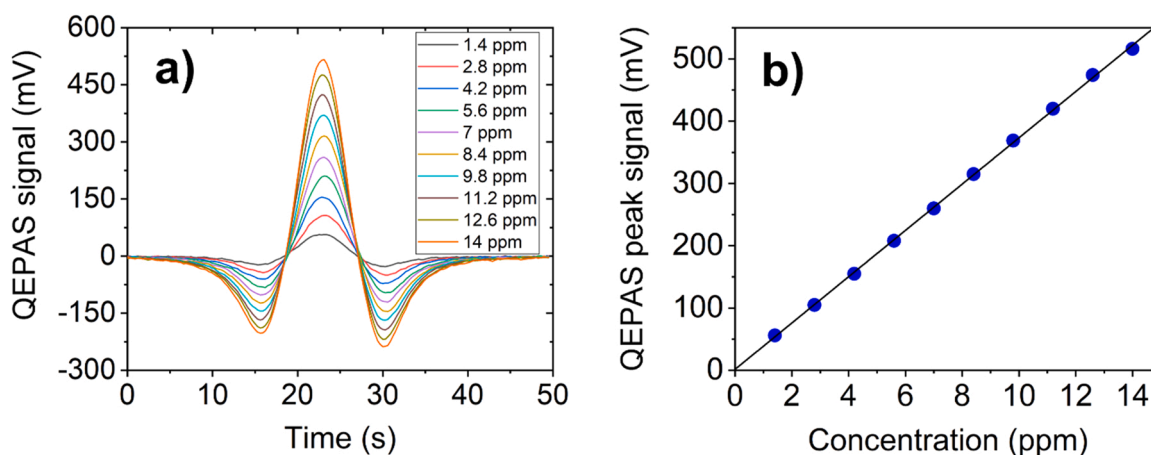 a)
QEPAS signal (mV)
600
450
300
150
0
-150
-300
0 10 20 30 40 50
Time (s)
1.4 ppm
2.8 ppm
4.2 ppm
5.6 ppm
7 ppm
8.4 ppm
9.8 ppm
11.2 ppm
12.6 ppm
14 ppm
b)
QEPAS peak signal (mV)
500
400
300
200
100
0
0 2 4 6 8 10 12 14
Concentration (ppm)